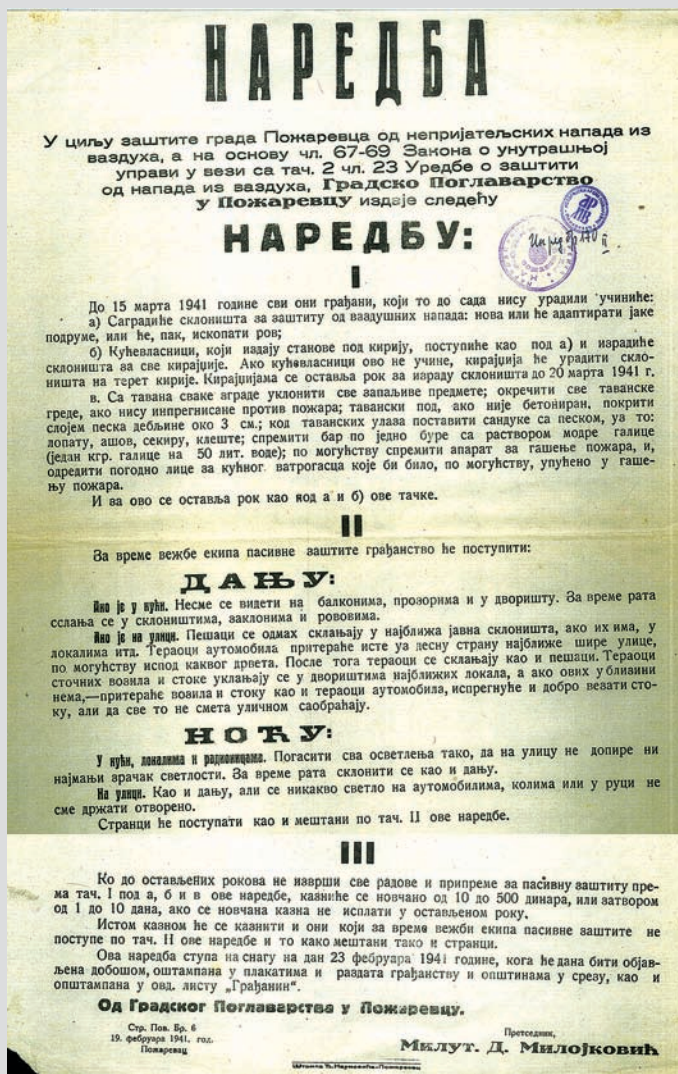 НАРЕДБА
У циљу заштите града Пожаревца од непријатељских напада из
ваздуха, а на основу чл. 67-69 Закона о унутрашњој
управи у вези са тач. 2 чл. 23 Уредбе о заштити
од напада из ваздуха, Градско Поглаварство
у Пожаревцу издаје следећу
НАРЕДБУ:
I
До 15 марта 1941 године сви они грађани, који то до сада нису урадили учиниће:
а) Саградиће склоништа за заштиту од ваздушних напада: нова или ће адаптирати јаке
подруме, или ће, пак, ископати ров;
б) Кућевласници, који издају станове под кирију, поступиће као под а) и израдиће
склоништа за све кирајџије. Ако кућевласници ово не учине, кирајџија ће урадити скло-
ништа на терет кирије. Кирајџијама се оставља рок за израду склоништа до 20 марта 1941 г.
в. Са тавана сваке зграде уклонити све запаљиве предмете; окречити све таванске
греде, ако нису инпрегнисане против пожара; тавански под, ако није бетониран, покрити
слојем песка дебљине око 3 см.; код таванских улаза поставити сандуке са песком, уз то:
лопату, ашов, секиру, клеште; спремити бар по једно буре са раствором модре галице
(један кгр. галице на 50 лит. воде); по могућству спремити апарат за гашење пожара, и,
одредити погодно лице за кућног ватрогасца које би било, по могућству, упућено у гаше-
њу пожара.
И за ово се оставља рок као под а и б) ове тачке.
II
За време вежбе екипа пасивне заштите грађанство ће поступити:
ДАЊУ:
Ако је у кући. Несме се видети на балконима, прозорима и у дворишту. За време рата
склања се у склоништима, заклонима и рововима.
Ако је на улици. Пешаци се одмах склањају у најближа јавна склоништа, ако их има, у
локалима итд. Тераоци аутомобила притераће исте уз десну страну најближе шире улице,
по могућству испод каквог дрвета. После тога тераоци се склањају као и пешаци. Тераоци
сточних возила и стоке уклањају се у двориштима најближих локала, а ако ових у близини
нема,—притераће возила и стоку као и тераоци аутомобила, испрегнуће и добро везати сто-
ку, али да све то не смета уличном саобраћају.
НОЋУ:
У кући, локалима и радионицама. Погасити сва осветлења тако, да на улицу не допире ни
најмањи врачак светлости. За време рата склонити се као и дању.
На улици. Као и дању, али се никакво светло на аутомобилима, колима или у руци не
сме држати отворено.
Странци ће поступати као и мештани по тач. II ове наредбе.
III
Ко до остављених рокова не изврши све радове и припреме за пасивну заштиту пре-
ма тач. I под а, б и в ове наредбе, казниће се новчано од 10 до 500 динара, или затвором
од 1 до 10 дана, ако се новчана казна не исплати у остављеном року.
Истом казном ће се казнити и они који за време вежби екипа пасивне заштите не
поступе по тач. II ове наредбе и то како мештани тако и странци.
Ова наредба ступа на снагу на дан 23 фебруара 1941 године, кога ће дана бити објав-
љена добошом, оштампана у плакатима и раздата грађанству и општинама у срезу, као и
општампана у овд. листу „Грађанин“.
Од Градског Поглаварства у Пожаревцу.
Стр. Пов. Бр. 6
19. фебруара 1941. год.
Пожаревац
Претседник,
Милут. Д. Милојковић